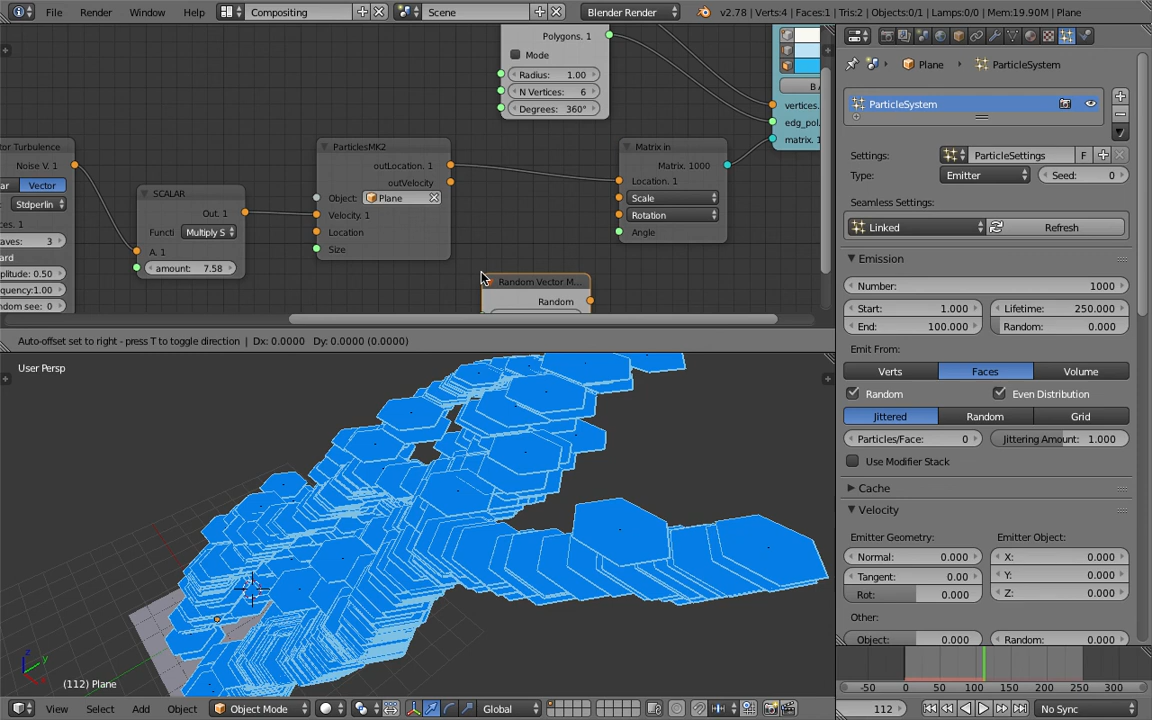 File Render Window Help Compositing Scene Blender Render v2.78 | Verts:4 | Faces:1 | Tris:2 | Objects:0/1 | Lamps:0/0 | Mem:19.90M | Plane
Polygons. 1
Mode
Radius: 1.00
N Vertices: 6
Degrees: 360°
vertices.
edg_pol.
matrix. 1
tor Turbulence
Noise V. 1
ar Vector
Stdperlin
es. 1
aves: 3
ard
plitude: 0.50
quency:1.00
ndom see: 0
SCALAR
Out. 1
Functi Multiply S
A. 1
amount: 7.58
ParticlesMK2
outLocation. 1
outVelocity
Object: Plane
Velocity. 1
Location
Size
Matrix in
Matrix. 1000
Location. 1
Scale
Rotation
Angle
Random Vector M...
Random
Auto-offset set to right - press T to toggle direction | Dx: 0.0000 Dy: 0.0000 (0.0000)
User Persp
(112) Plane
View Select Add Object Object Mode Global
Plane ParticleSystem
ParticleSystem
Settings: ParticleSettings F
Type: Emitter Seed: 0
Seamless Settings:
Linked Refresh
Emission
Number: 1000
Start: 1.000 Lifetime: 250.000
End: 100.000 Random: 0.000
Emit From:
Verts Faces Volume
Random Even Distribution
Jittered Random Grid
Particles/Face: 0 Jittering Amount: 1.000
Use Modifier Stack
Cache
Velocity
Emitter Geometry: Emitter Object:
Normal: 0.000 X: 0.000
Tangent: 0.00 Y: 0.000
Rot: 0.000 Z: 0.000
Other:
Object: 0.000 Random: 0.000
-50 0 50 100 150 200 250 300
112 No Sync